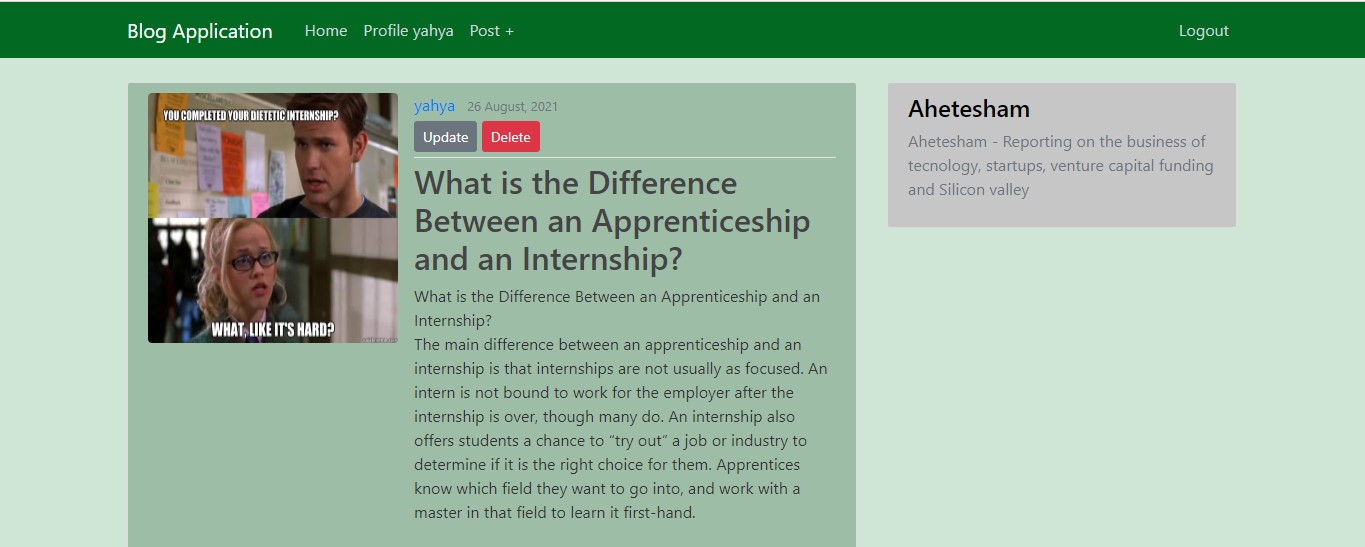 Blog Application
Home
Profile yahya
Post +
Logout
YOU COMPLETED YOUR DIETETIC INTERNSHIP?
WHAT, LIKE IT'S HARD?
yahya
26 August, 2021
Update
Delete
What is the Difference
Between an Apprenticeship
and an Internship?
What is the Difference Between an Apprenticeship and an
Internship?
The main difference between an apprenticeship and an
internship is that internships are not usually as focused. An
intern is not bound to work for the employer after the
internship is over, though many do. An internship also
offers students a chance to “try out” a job or industry to
determine if it is the right choice for them. Apprentices
know which field they want to go into, and work with a
master in that field to learn it first-hand.
Ahetesham
Ahetesham - Reporting on the business of
tecnology, startups, venture capital funding
and Silicon valley